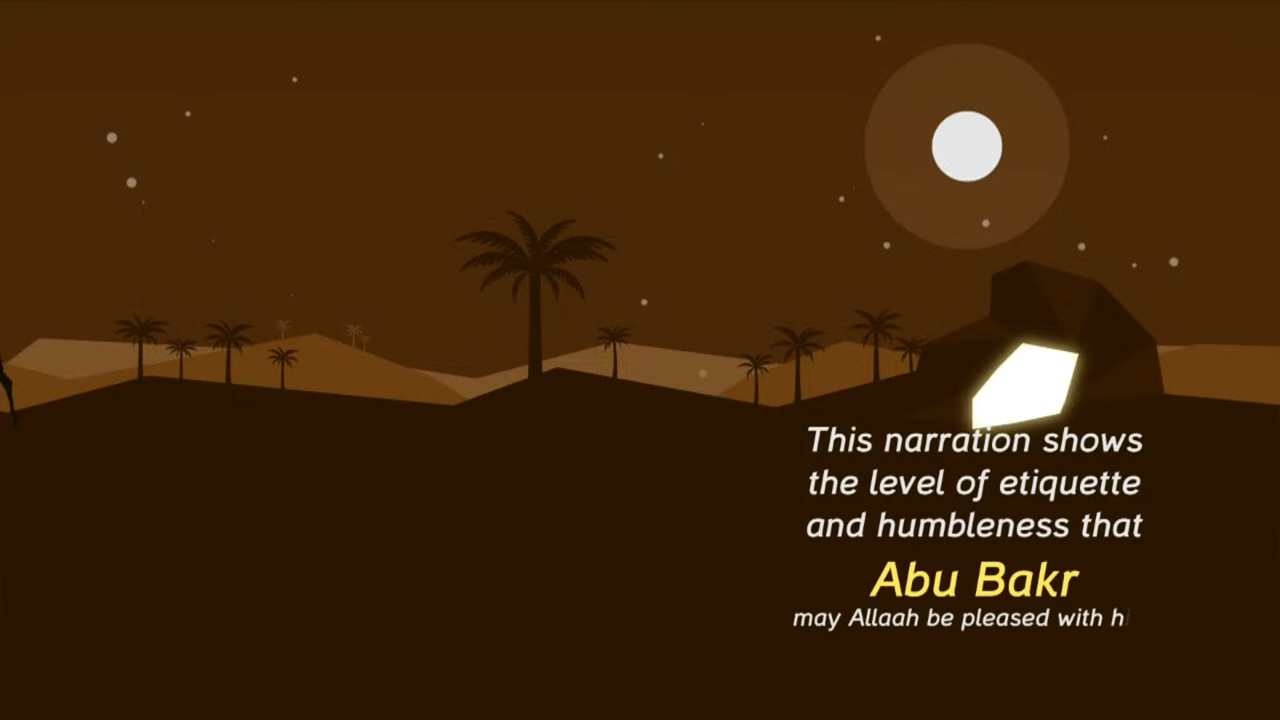 This narration shows
the level of etiquette
and humbleness that
Abu Bakr
may Allaah be pleased with h